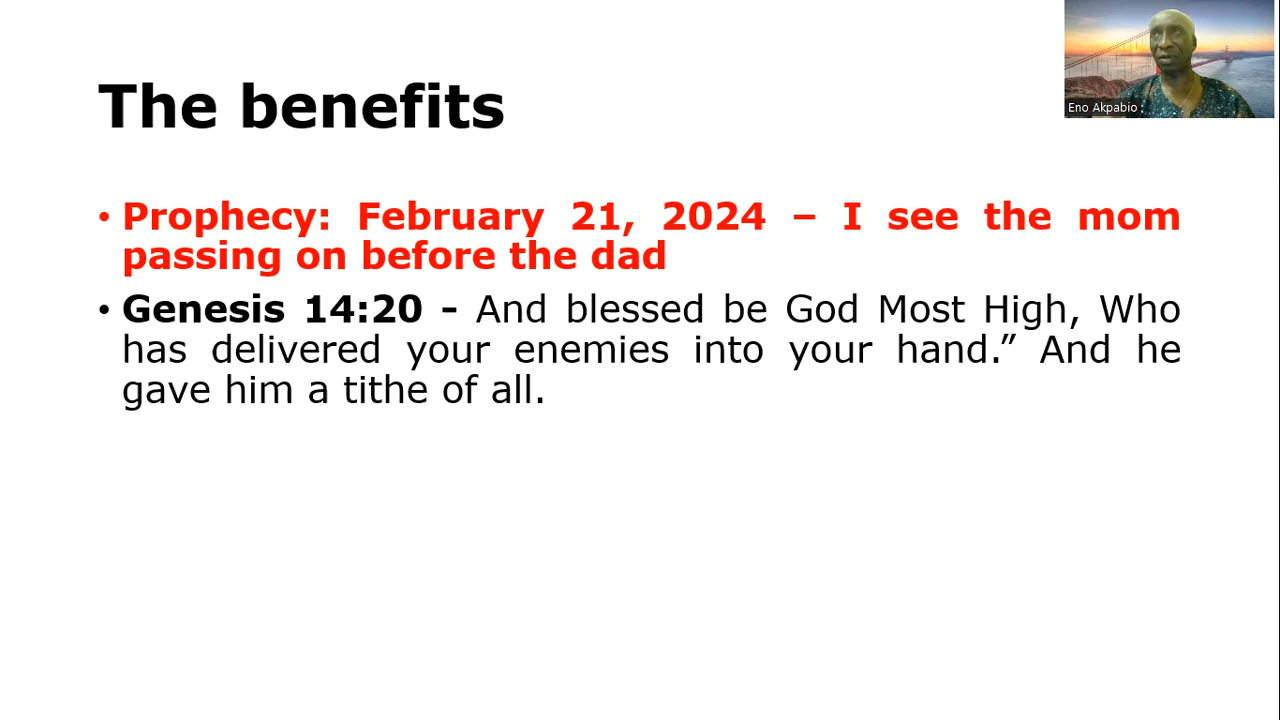 The benefits
Eno Akpabio
• Prophecy: February 21, 2024 – I see the mom
passing on before the dad
• Genesis 14:20 - And blessed be God Most High, Who
has delivered your enemies into your hand.” And he
gave him a tithe of all.